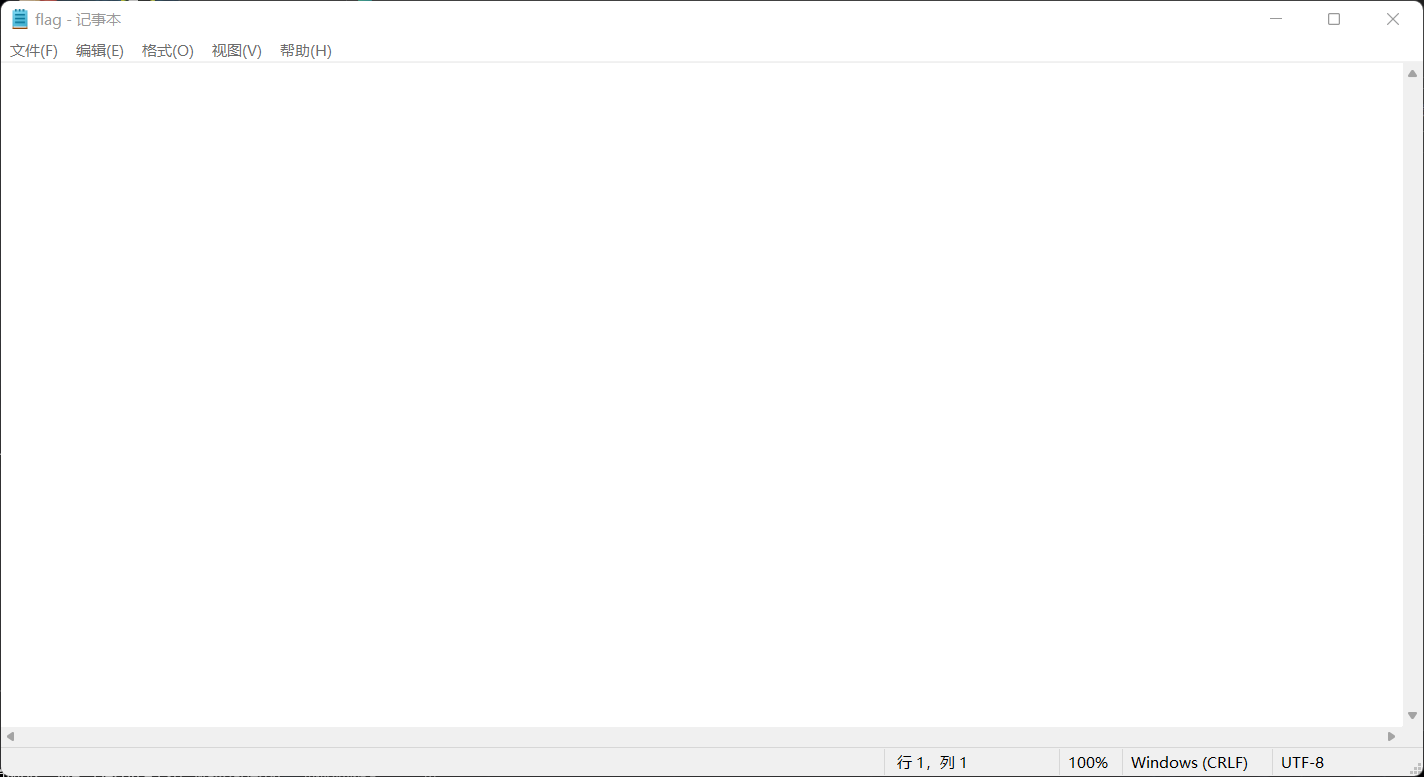 flag - 记事本
文件(F) 编辑(E) 格式(O) 视图(V) 帮助(H)
行 1，列 1 100% Windows (CRLF) UTF-8